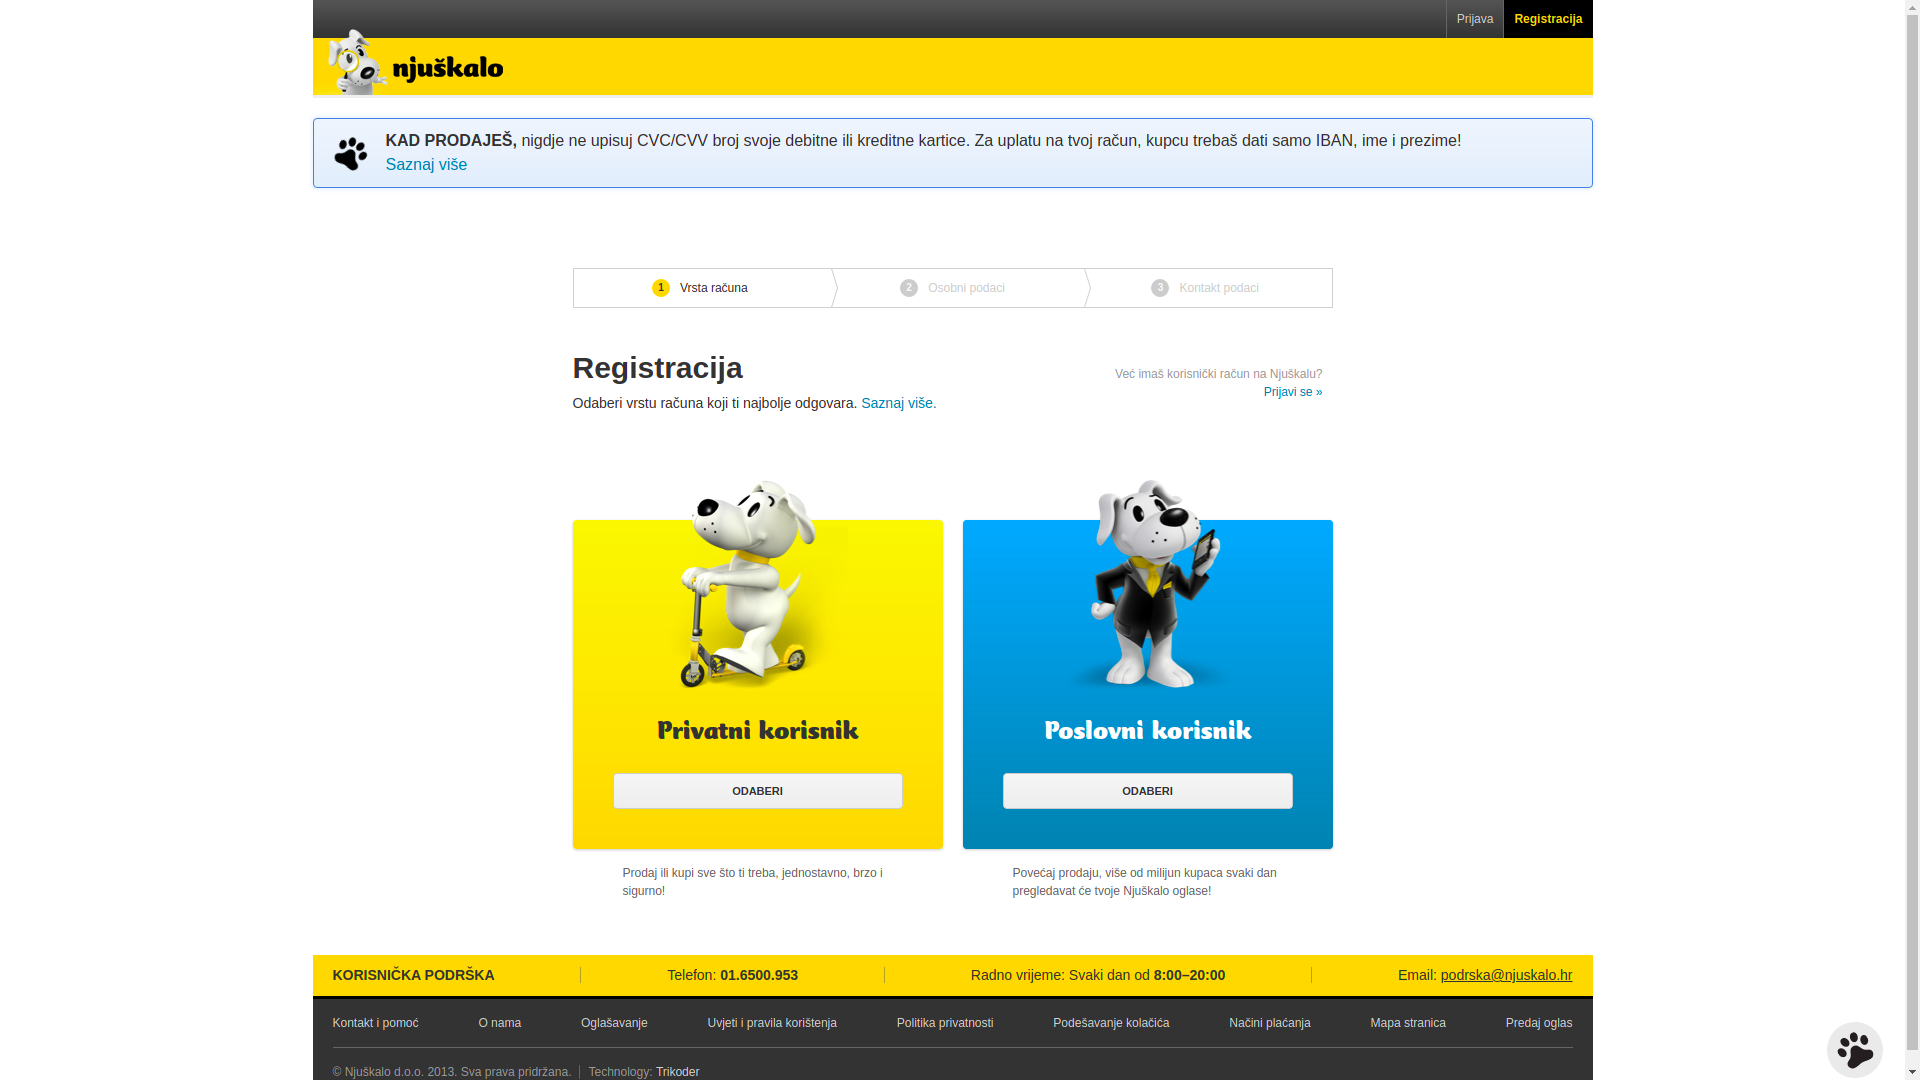 Prijava
Registracija
njuškalo
KAD PRODAJEŠ, nigdje ne upisuj CVC/CVV broj svoje debitne ili kreditne kartice. Za uplatu na tvoj račun, kupcu trebaš dati samo IBAN, ime i prezime!
Saznaj više
1 Vrsta računa
2 Osobni podaci
3 Kontakt podaci
Registracija
Već imaš korisnički račun na Njuškalu?
Prijavi se »
Odaberi vrstu računa koji ti najbolje odgovara. Saznaj više.
Privatni korisnik
ODABERI
Prodaj ili kupi sve što ti treba, jednostavno, brzo i
sigurno!
Poslovni korisnik
ODABERI
Povećaj prodaju, više od milijun kupaca svaki dan
pregledavat će tvoje Njuškalo oglase!
KORISNIČKA PODRŠKA
Telefon: 01.6500.953
Radno vrijeme: Svaki dan od 8:00–20:00
Email: podrska@njuskalo.hr
Kontakt i pomoć
O nama
Oglašavanje
Uvjeti i pravila korištenja
Politika privatnosti
Podešavanje kolačića
Načini plaćanja
Mapa stranica
Predaj oglas
© Njuškalo d.o.o. 2013. Sva prava pridržana.
Technology: Trikoder